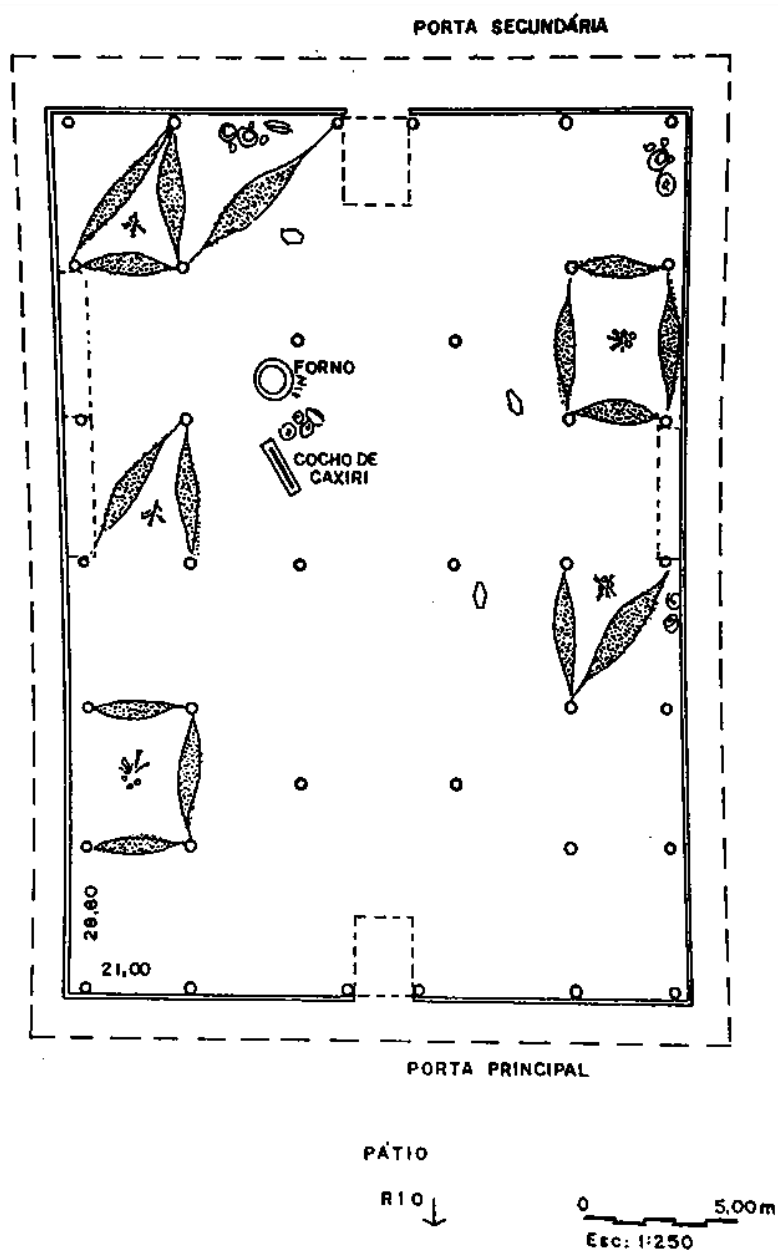 PORTA SECUNDÁRIA
FORNO
COCHO DE
CAXIRI
28,80
21,00
PORTA PRINCIPAL
PÁTIO
RIO
0 5,00m
Esc: 1:250